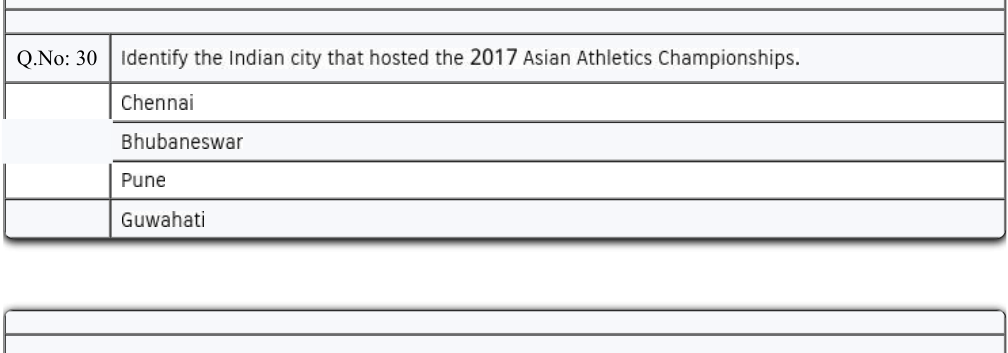 Q.No: 30 Identify the Indian city that hosted the 2017 Asian Athletics Championships.
Chennai
Bhubaneswar
Pune
Guwahati